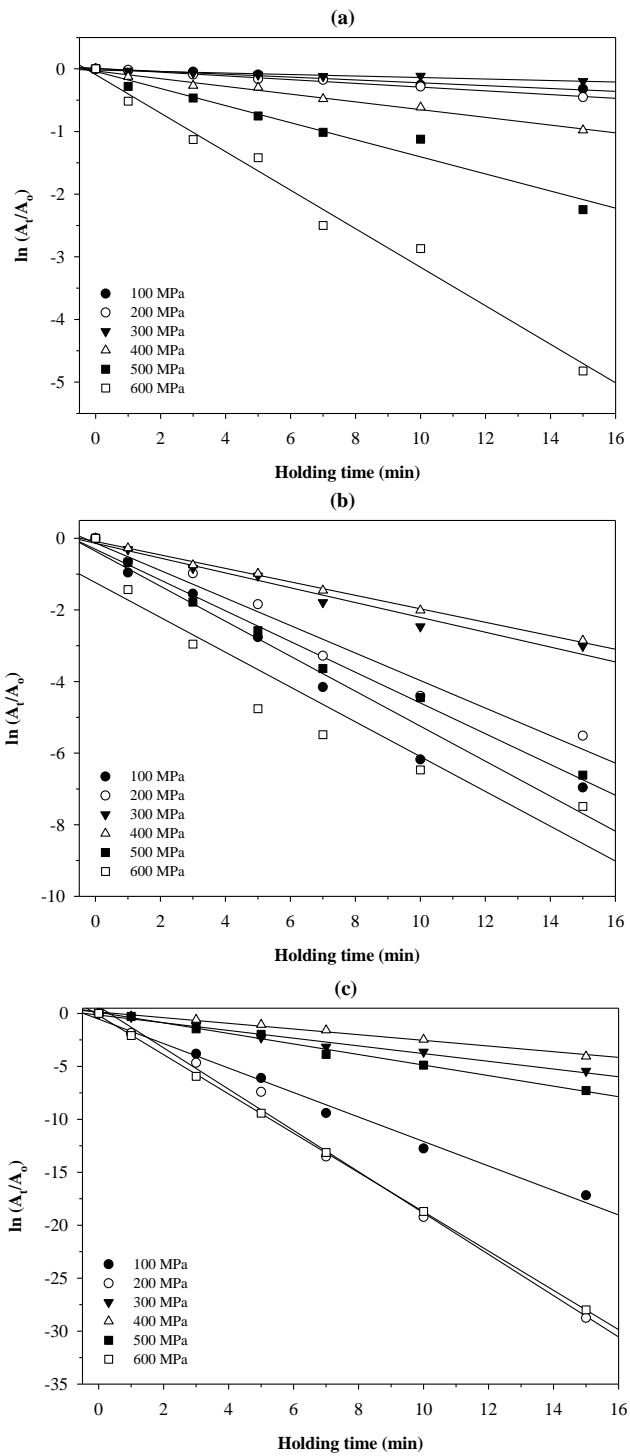 (a)
0
-1
-2
-3
-4
-5
ln (At/Ao)
100 MPa
200 MPa
300 MPa
400 MPa
500 MPa
600 MPa
0 2 4 6 8 10 12 14 16
Holding time (min)
(b)
0
-2
-4
-6
-8
-10
ln (At/Ao)
100 MPa
200 MPa
300 MPa
400 MPa
500 MPa
600 MPa
0 2 4 6 8 10 12 14 16
Holding time (min)
(c)
0
-5
-10
-15
-20
-25
-30
-35
ln (At/Ao)
100 MPa
200 MPa
300 MPa
400 MPa
500 MPa
600 MPa
0 2 4 6 8 10 12 14 16
Holding time (min)